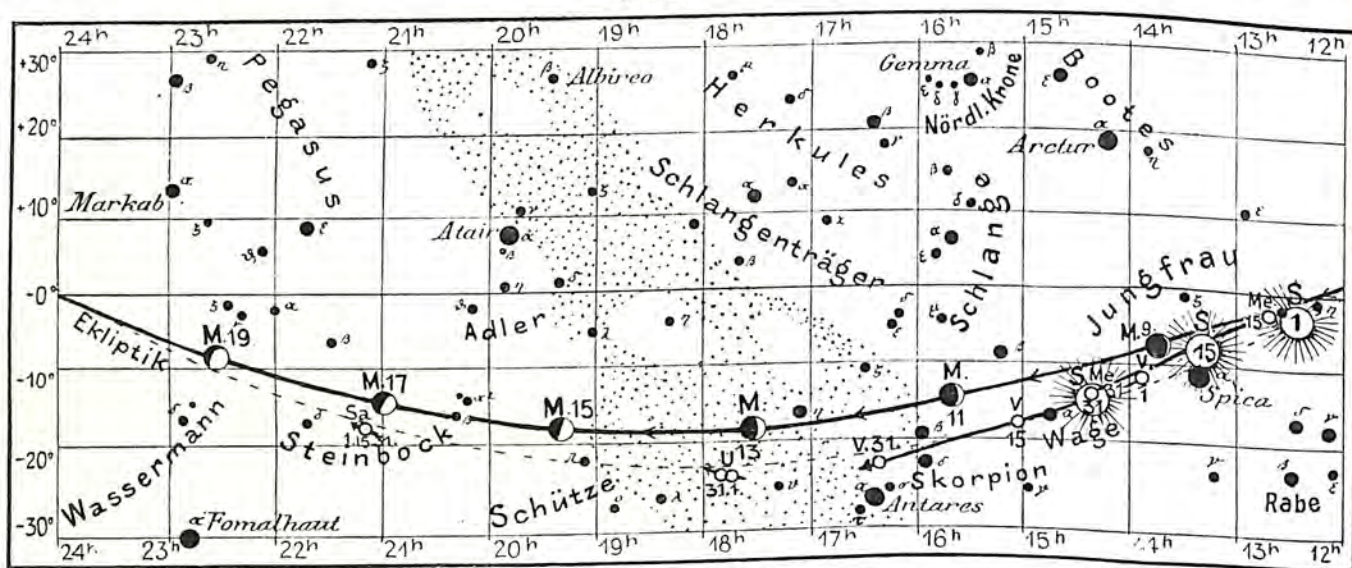 24h 23h 22h 21h 20h 19h 18h 17h 16h 15h 14h 13h 12h
+30°
+20°
+10°
-0°
-10°
-20°
-30°
Pegasus
Albireo
Herkules
Gemma
Nördl. Krone
Bootes
Arctur
Markab
Atair
Schlangenträger
Schlange
Adler
Jungfrau
Ekliptik
M.19
M.17
M.15
M
13
M
11
M.9.
S
Me
31
S
15
Me
15
S
1
V.
1
V
15
V.31.
Sa
1.15.31.
U
31.1.
Wassermann
Steinbock
Schütze
Skorpion
Wage
Spica
Antares
Fomalhaut
Rabe
24h 23h 22h 21h 20h 19h 18h 17h 16h 15h 14h 13h 12h